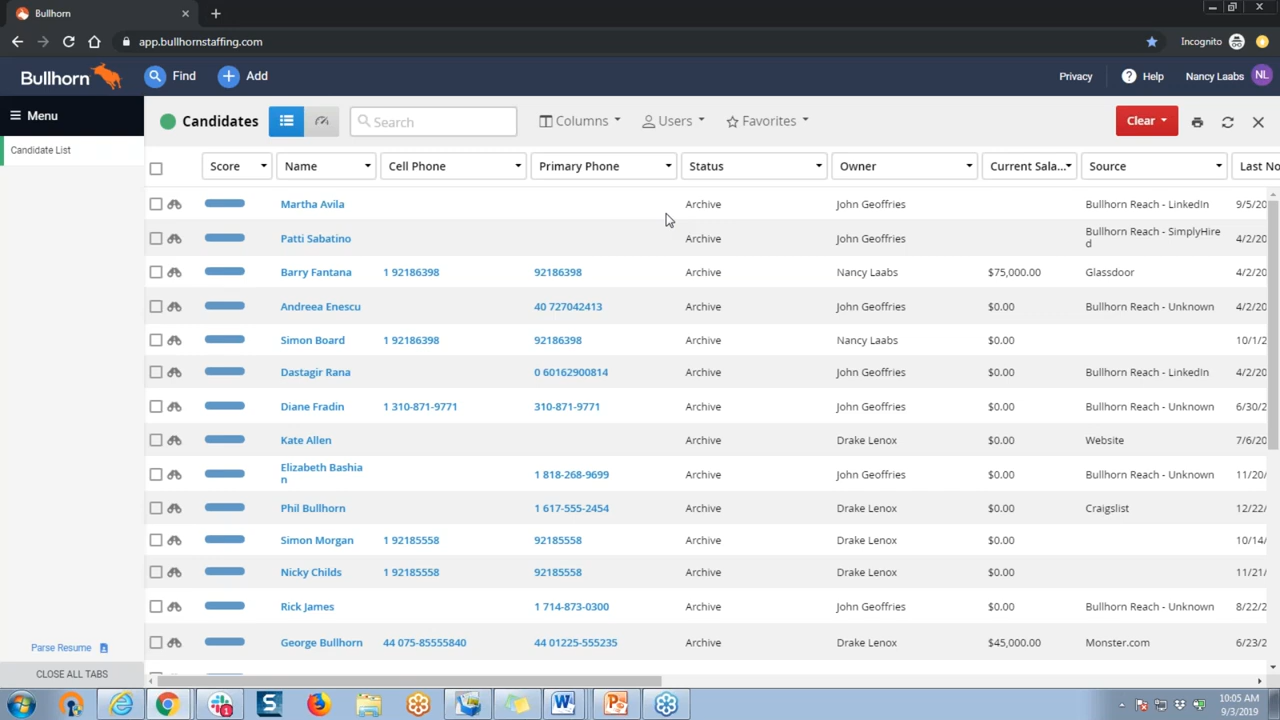 Bullhorn
app.bullhornstaffing.com
Incognito
Bullhorn
Find
Add
Privacy
Help
Nancy Laabs
NL
Menu
Candidate List
Candidates
Search
Columns
Users
Favorites
Clear
Score Name Cell Phone Primary Phone Status Owner Current Sala... Source Last No
Martha Avila Archive John Geoffries Bullhorn Reach - LinkedIn 9/5/20
Patti Sabatino Archive John Geoffries Bullhorn Reach - SimplyHire
d 4/2/20
Barry Fantana 1 92186398 92186398 Archive Nancy Laabs $75,000.00 Glassdoor 4/2/20
Andreea Enescu 40 727042413 Archive John Geoffries $0.00 Bullhorn Reach - Unknown 4/2/20
Simon Board 1 92186398 92186398 Archive Nancy Laabs $0.00 10/1/2
Dastagir Rana 0 60162900814 Archive John Geoffries $0.00 Bullhorn Reach - LinkedIn 4/2/20
Diane Fradin 1 310-871-9771 310-871-9771 Archive John Geoffries $0.00 Bullhorn Reach - Unknown 6/30/2
Kate Allen Archive Drake Lenox $0.00 Website 7/6/20
Elizabeth Bashia
n 1 818-268-9699 Archive John Geoffries $0.00 Bullhorn Reach - Unknown 11/20/
Phil Bullhorn 1 617-555-2454 Archive Drake Lenox $0.00 Craigslist 12/22/
Simon Morgan 1 92185558 92185558 Archive Drake Lenox $0.00 10/14/
Nicky Childs 1 92185558 92185558 Archive Drake Lenox $0.00 11/21/
Rick James 1 714-873-0300 Archive John Geoffries $0.00 Bullhorn Reach - Unknown 8/22/2
George Bullhorn 44 075-85555840 44 01225-555235 Archive Drake Lenox $45,000.00 Monster.com 6/23/2
Parse Resume
CLOSE ALL TABS
10:05 AM
9/3/2019